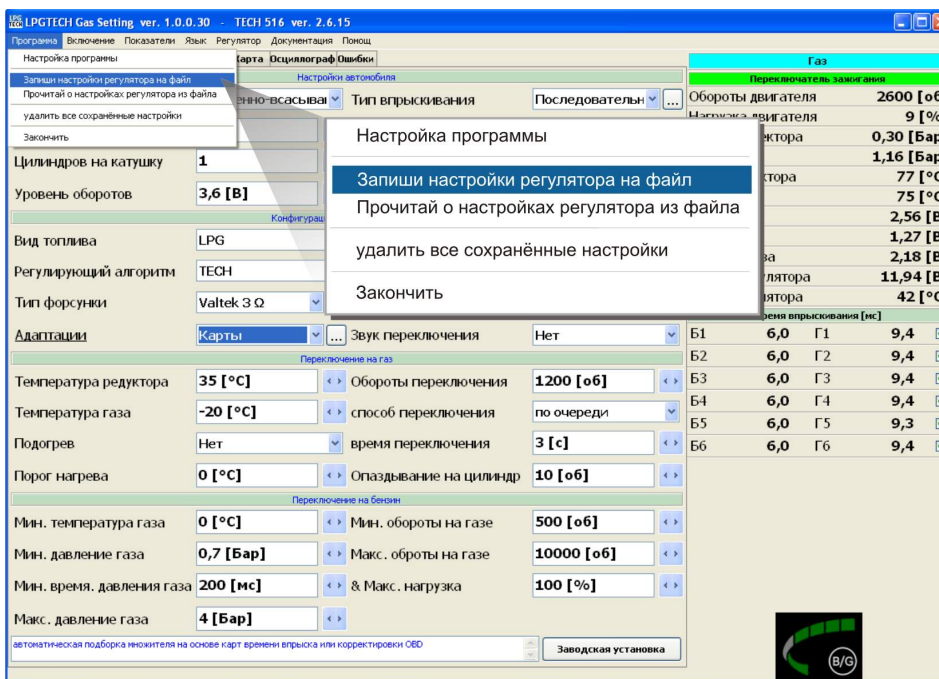 LPGTECH Gas Setting ver. 1.0.0.30 - TECH 516 ver. 2.6.15
Программа Включение Показатели Язык Регулятор Документация Помощ
Настройка программы
Запиши настройки регулятора на файл
Прочитай о настройках регулятора из файла
удалить все сохранённые настройки
Закончить
Карта Осциллограф Ошибки
Настройки автомобиля
Тип впрыскивания Последовательн ...
Цилиндров на катушку 1
Уровень оборотов 3,6 [В]
Настройка программы
Запиши настройки регулятора на файл
Прочитай о настройках регулятора из файла
удалить все сохранённые настройки
Закончить
Вид топлива LPG
Регулирующий алгоритм TECH
Тип форсунки Valtek 3 Ω
Адаптации Карты ... Звук переключения Нет
Переключение на газ
Температура редуктора 35 [°C] Обороты переключения 1200 [об]
Температура газа -20 [°C] способ переключения по очереди
Подогрев Нет время переключения 3 [с]
Порог нагрева 0 [°C] Опаздывание на цилиндр 10 [об]
Переключение на бензин
Мин. температура газа 0 [°C] Мин. обороты на газе 500 [об]
Мин. давление газа 0,7 [Бар] Макс. оброты на газе 10000 [об]
Мин. время. давления газа 200 [мс] & Макс. нагрузка 100 [%]
Макс. давление газа 4 [Бар]
автоматическая подборка множителя на основе карт времени впрыска или корректировки OBD
Заводская установка
Газ
Переключатель зажигания
Обороты двигателя 2600 [об
Нагрузка двигателя 9 [%
0,30 [Бар
1,16 [Бар
77 [°C
75 [°C
2,56 [В
1,27 [В
2,18 [В
11,94 [В
42 [°C
время впрыскивания [мс]
Б1 6,0 Г1 9,4
Б2 6,0 Г2 9,4
Б3 6,0 Г3 9,4
Б4 6,0 Г4 9,4
Б5 6,0 Г5 9,3
Б6 6,0 Г6 9,4
B/G